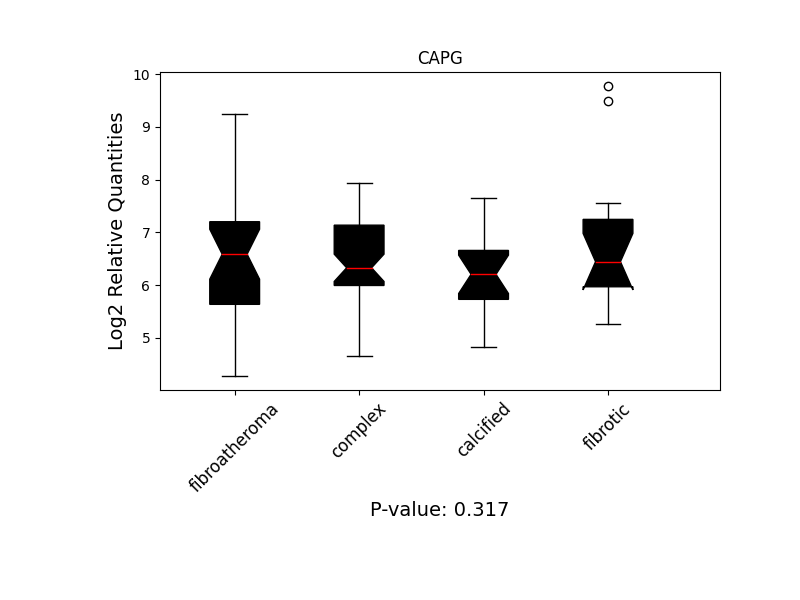 CAPG
Log2 Relative Quantities
10
9
8
7
6
5
fibroatheroma
complex
calcified
fibrotic
P-value: 0.317